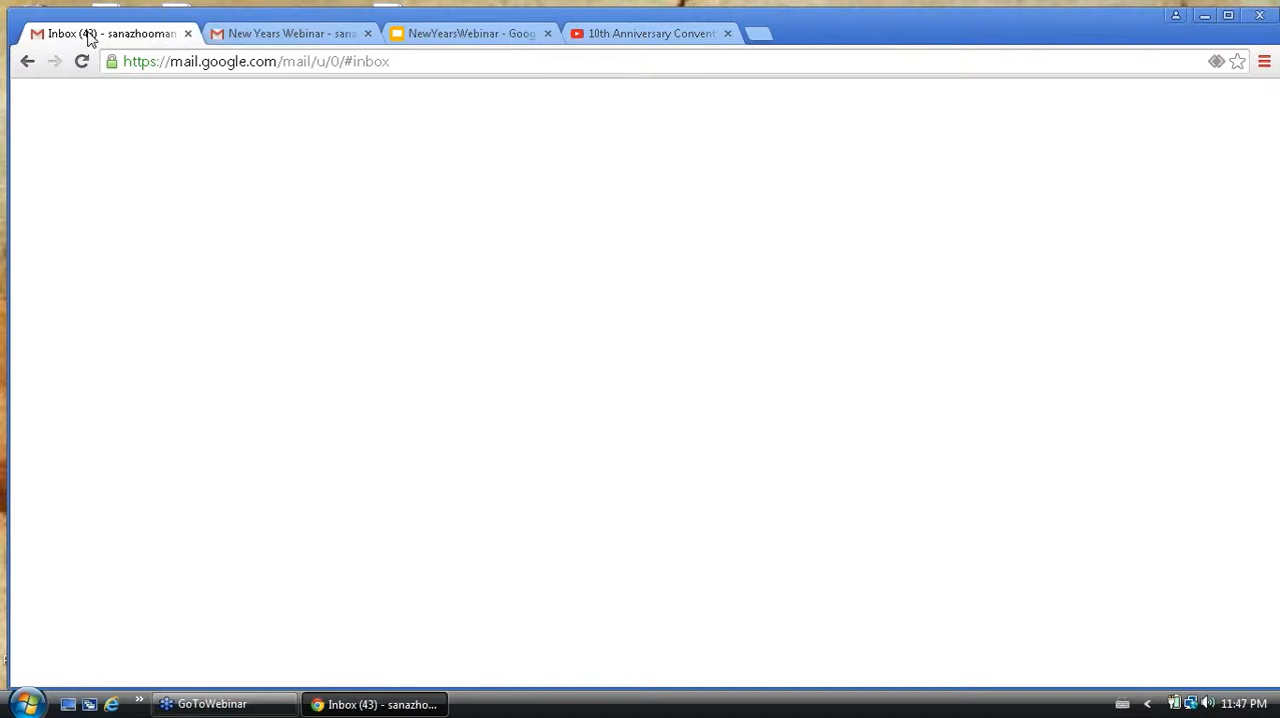 Inbox (43) - sanazhooman
New Years Webinar - sana
NewYearsWebinar - Goog
10th Anniversary Convent
https://mail.google.com/mail/u/0/#inbox
GoToWebinar
Inbox (43) - sanazho...
11:47 PM